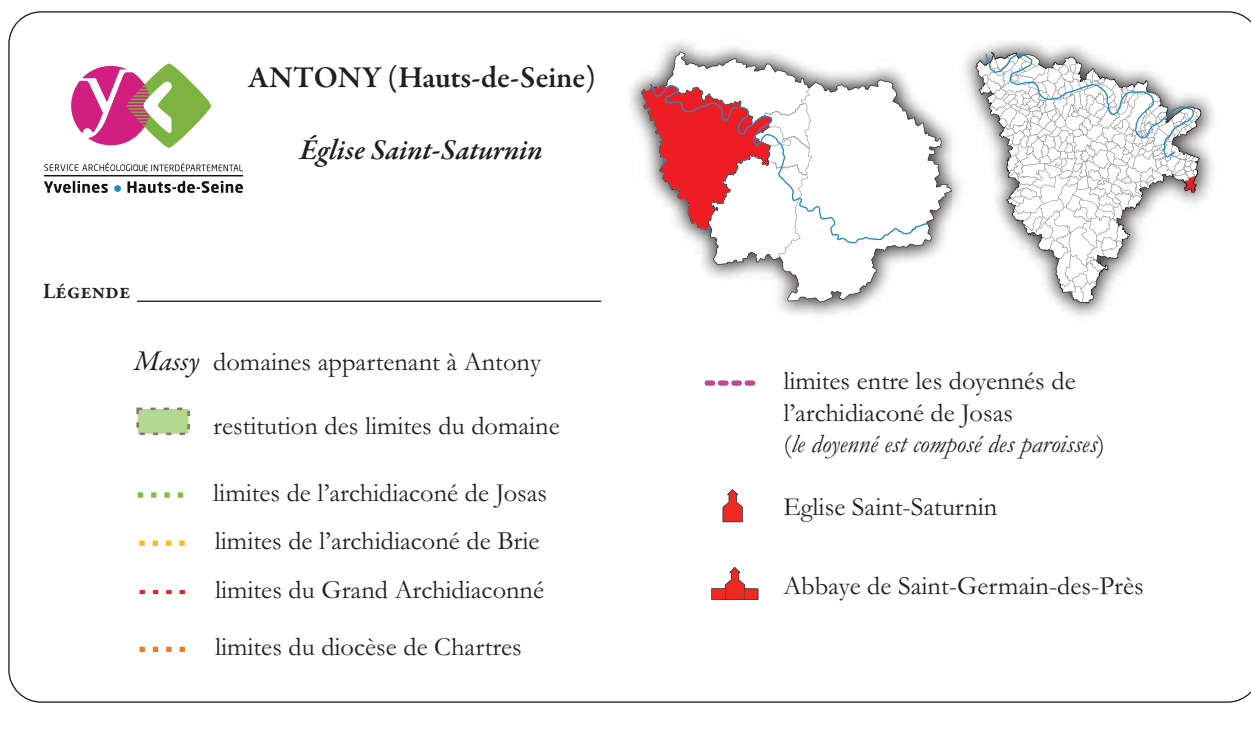 yc
SERVICE ARCHÉOLOGIQUE INTERDÉPARTEMENTAL
Yvelines • Hauts-de-Seine
ANTONY (Hauts-de-Seine)
Église Saint-Saturnin
LÉGENDE
Massy domaines appartenant à Antony
restitution des limites du domaine
limites de l’archidiaconé de Josas
limites de l’archidiaconé de Brie
limites du Grand Archidiaconné
limites du diocèse de Chartres
limites entre les doyennés de
l’archidiaconé de Josas
(le doyenné est composé des paroisses)
Eglise Saint-Saturnin
Abbaye de Saint-Germain-des-Près